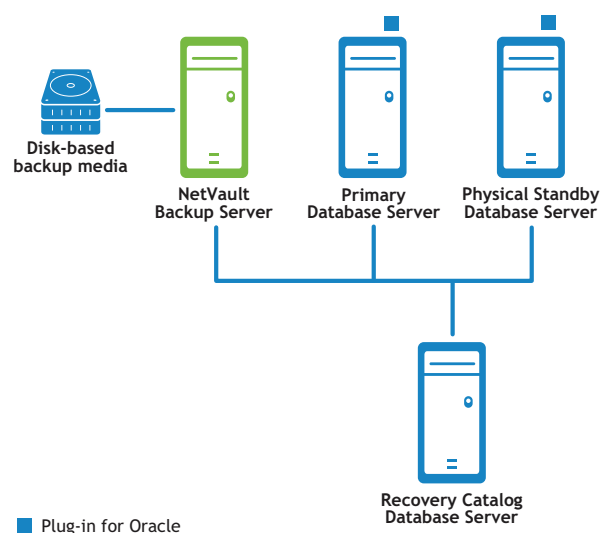 Disk-based
backup media
NetVault
Backup Server
Primary
Database Server
Physical Standby
Database Server
Recovery Catalog
Database Server
Plug-in for Oracle